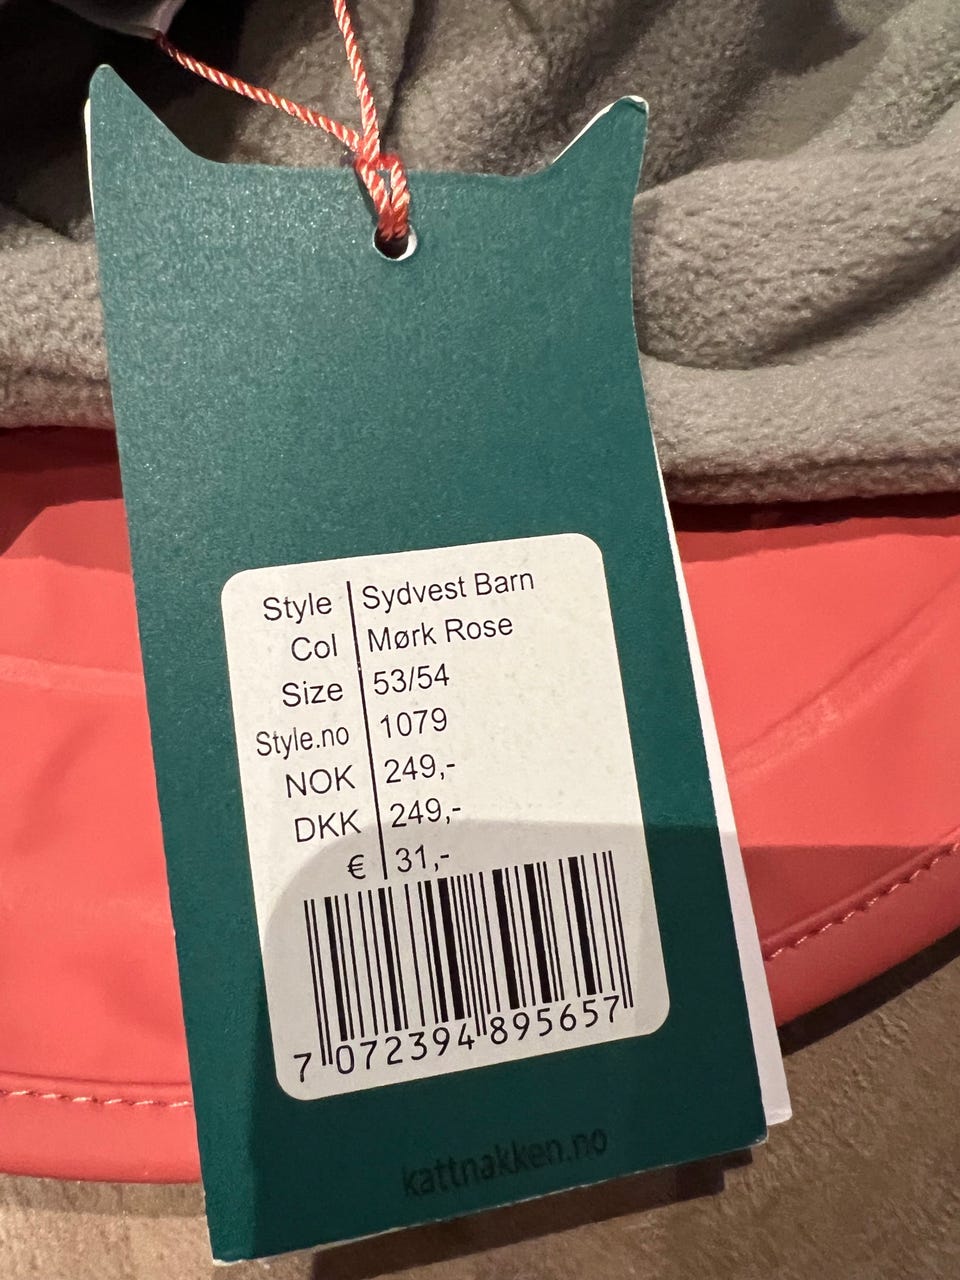 Style Sydvest Barn
Col Mørk Rose
Size 53/54
Style.no 1079
NOK 249,-
DKK 249,-
€ 31,-
7 072394 895657
kattnakken.no